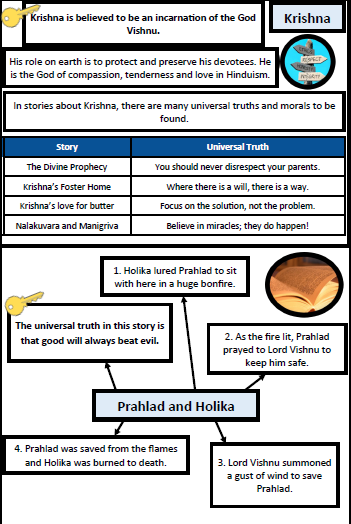 Krishna is believed to be an incarnation of the God
Vishnu.
Krishna
His role on earth is to protect and preserve his devotees. He
is the God of compassion, tenderness and love in Hinduism.
RESPECT
INTEGRITY
In stories about Krishna, there are many universal truths and morals to be
found.
Story Universal Truth
The Divine Prophecy You should never disrespect your parents.
Krishna's Foster Home Where there is a will, there is a way.
Krishna's love for butter Focus on the solution, not the problem.
Nalakuvara and Manigriva Believe in miracles; they do happen!
1. Holika lured Prahlad to sit
with here in a huge bonfire.
The universal truth in this story is
that good will always beat evil.
2. As the fire lit, Prahlad
prayed to Lord Vishnu to
keep him safe.
Prahlad and Holika
4. Prahlad was saved from the flames
and Holika was burned to death.
3. Lord Vishnu summoned
a gust of wind to save
Prahlad.